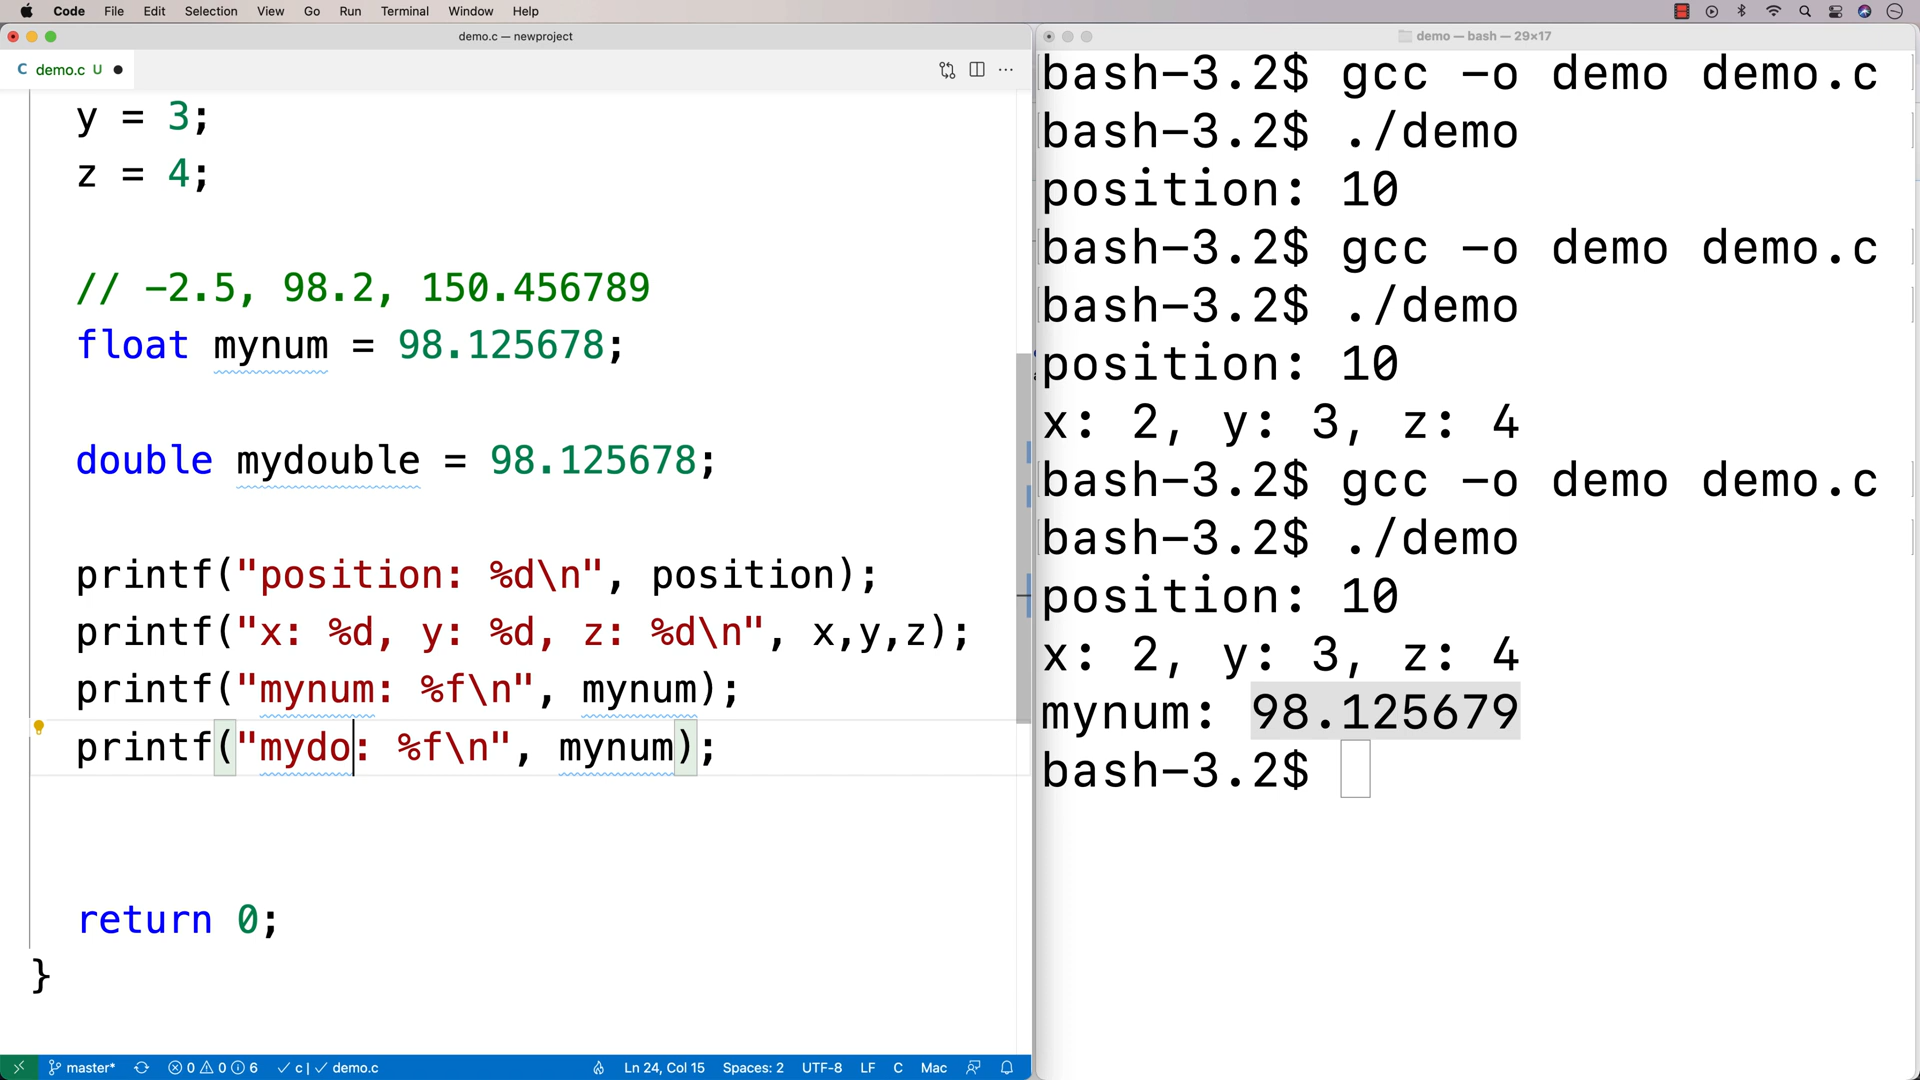 Code File Edit Selection View Go Run Terminal Window Help
demo.c — newproject
C demo.c U
y = 3;
z = 4;
// -2.5, 98.2, 150.456789
float mynum = 98.125678;
double mydouble = 98.125678;
printf("position: %d\n", position);
printf("x: %d, y: %d, z: %d\n", x,y,z);
printf("mynum: %f\n", mynum);
printf("mydo: %f\n", mynum);
return 0;
}
master* 0 0 6 c | demo.c Ln 24, Col 15 Spaces: 2 UTF-8 LF C Mac
demo — bash — 29×17
bash-3.2$ gcc -o demo demo.c
bash-3.2$ ./demo
position: 10
bash-3.2$ gcc -o demo demo.c
bash-3.2$ ./demo
position: 10
x: 2, y: 3, z: 4
bash-3.2$ gcc -o demo demo.c
bash-3.2$ ./demo
position: 10
x: 2, y: 3, z: 4
mynum: 98.125679
bash-3.2$